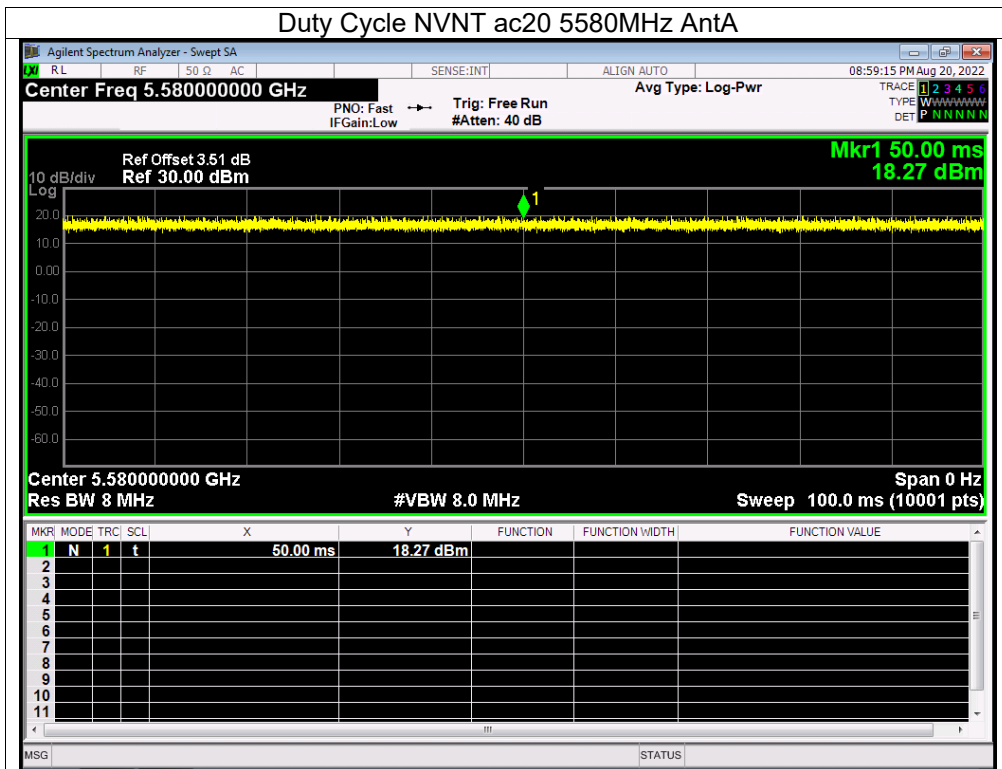 Duty Cycle NVNT ac20 5580MHz AntA
Agilent Spectrum Analyzer - Swept SA
LXI RL RF 50 Ω AC SENSE:INT ALIGN AUTO 08:59:15 PM Aug 20, 2022
Center Freq 5.580000000 GHz Avg Type: Log-Pwr TRACE 1 2 3 4 5 6
PNO: Fast Trig: Free Run TYPE WWWWWW
IFGain:Low #Atten: 40 dB DET P N N N N N
Mkr1 50.00 ms
Ref Offset 3.51 dB
10 dB/div Ref 30.00 dBm 18.27 dBm
Log
1
20.0
10.0
0.00
-10.0
-20.0
-30.0
-40.0
-50.0
-60.0
Center 5.580000000 GHz Span 0 Hz
Res BW 8 MHz #VBW 8.0 MHz Sweep 100.0 ms (10001 pts)
MKR MODE TRC SCL X Y FUNCTION FUNCTION WIDTH FUNCTION VALUE
1 N 1 t 50.00 ms 18.27 dBm
2
3
4
5
6
7
8
9
10
11
MSG STATUS